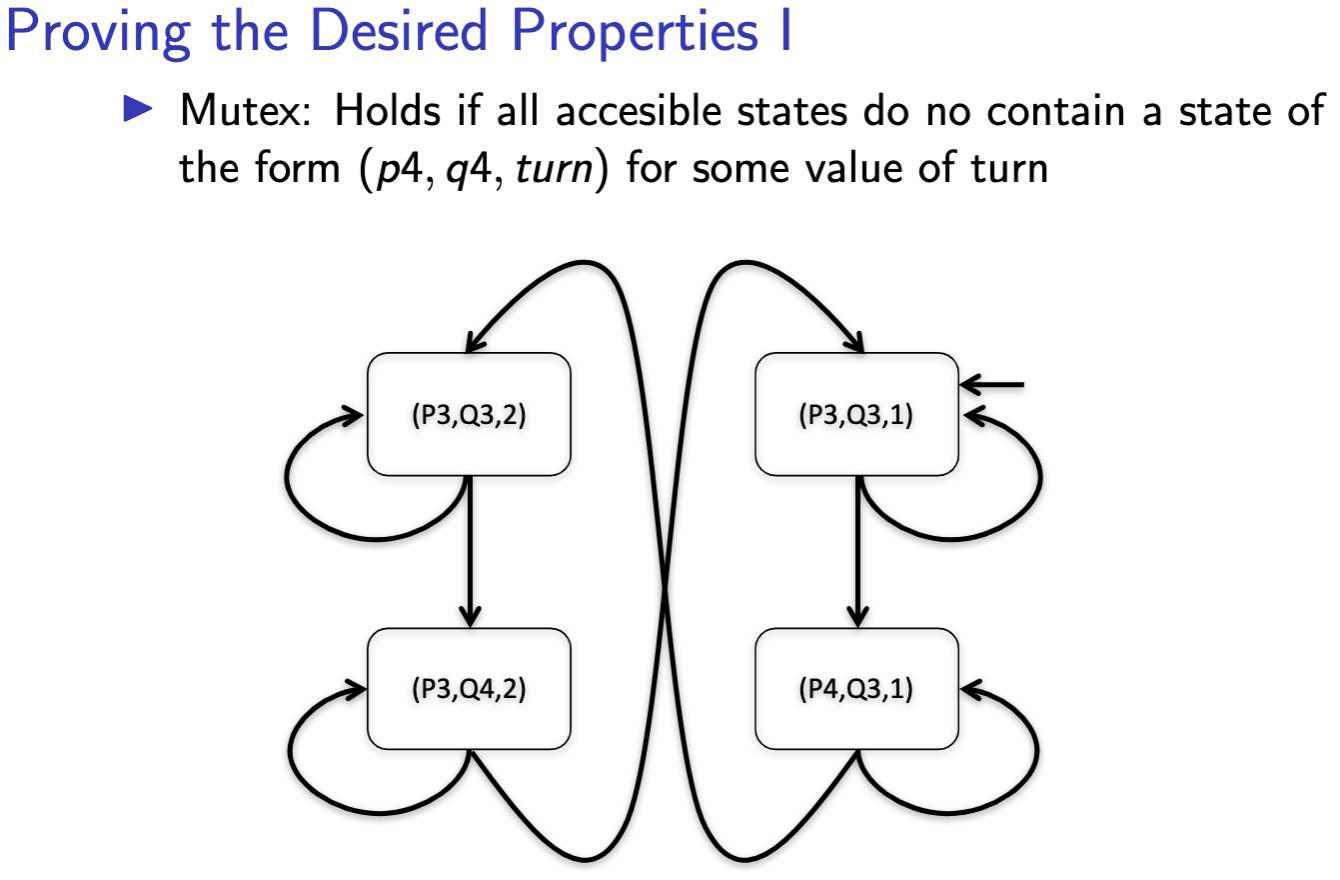 Proving the Desired Properties I
▶ Mutex: Holds if all accesible states do no contain a state of
the form (p4, q4, turn) for some value of turn
(P3,Q3,2)
(P3,Q3,1)
(P3,Q4,2)
(P4,Q3,1)